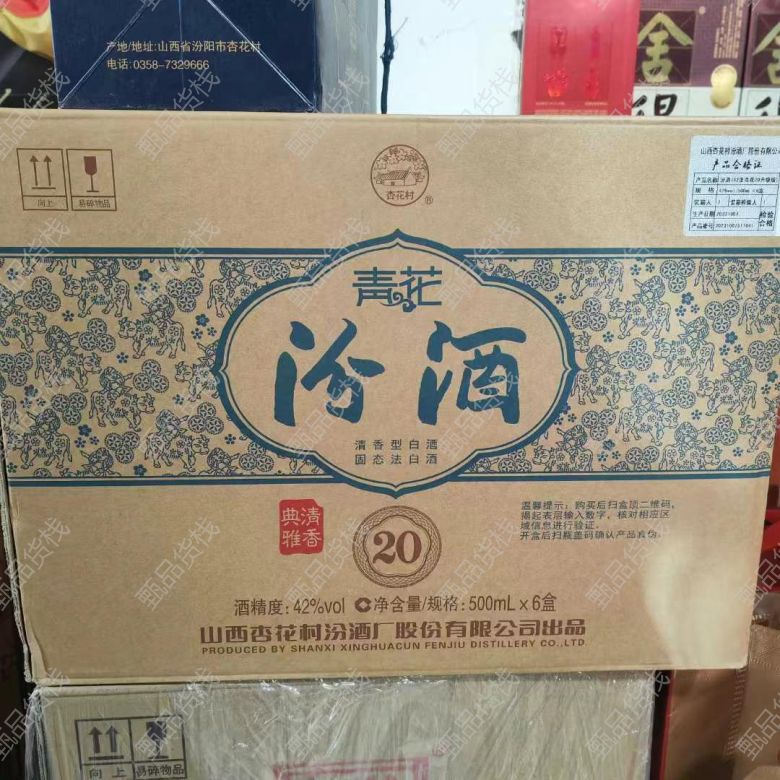 产地/地址:山西省汾阳市杏花村
电话:0358-7329666
向上
易碎物品
杏花村
®
山西杏花村汾酒厂股份有限公司
产品合格证
青花
汾酒
清香型白酒
固态法白酒
温馨提示:购买后扫盒顶二维码,
揭起表层输入数字,核对相应区
域信息进行验证。
开盒后扫瓶盖码确认产品真伪。
清香
典雅
20
酒精度:42%vol 净含量/规格:500mL×6盒
山西杏花村汾酒厂股份有限公司出品
PRODUCED BY SHANXI XINGHUACUN FENJIU DISTILLERY CO.,LTD.
向上
易碎物品
甄品货栈